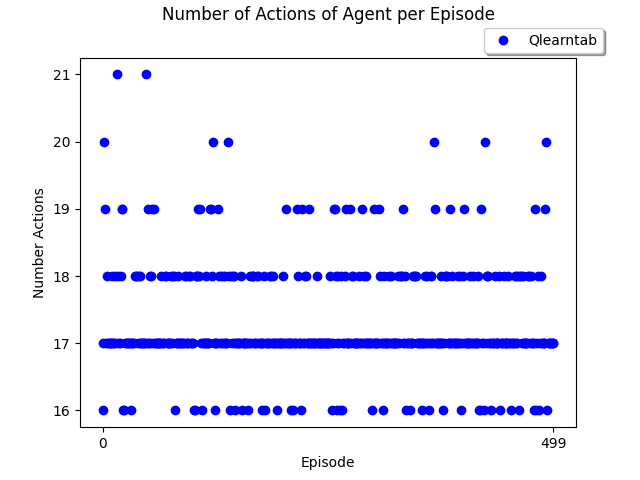 Number of Actions of Agent per Episode
Qlearntab
21
20
19
18
17
16
Number Actions
0
499
Episode